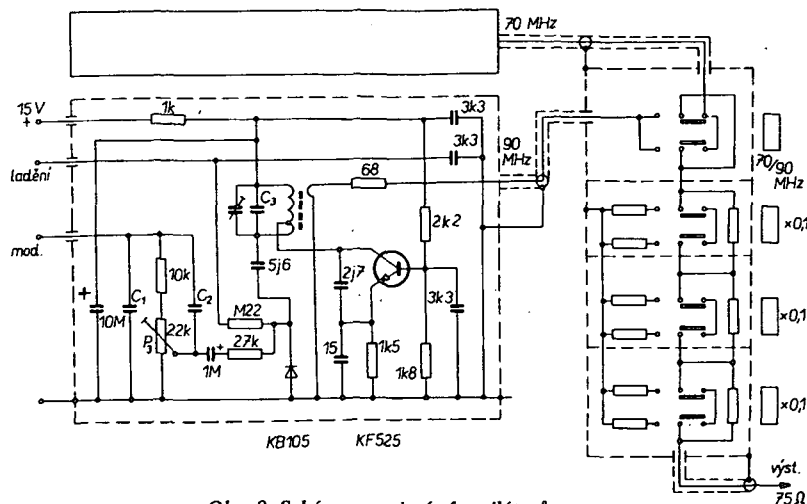 70 MHz
15V
+
1k
3k3
3k3
ladění
90
MHz
68
C3
70/90
MHz
mod.
2k2
5j6
×0,1
10k
2j7
C1
C2
3k3
+
10M
M22
×0,1
P3
22k
+
1M
27k
15
1k5
1k8
×0,1
KB105
KF525
výst.
75Ω